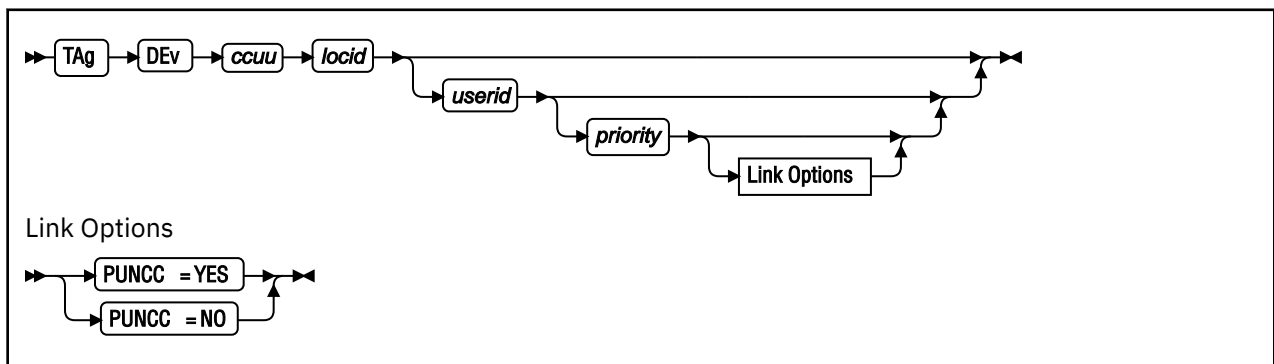 TAg DEv ccuu locid
userid
priority
Link Options
Link Options
PUNCC =YES
PUNCC =NO